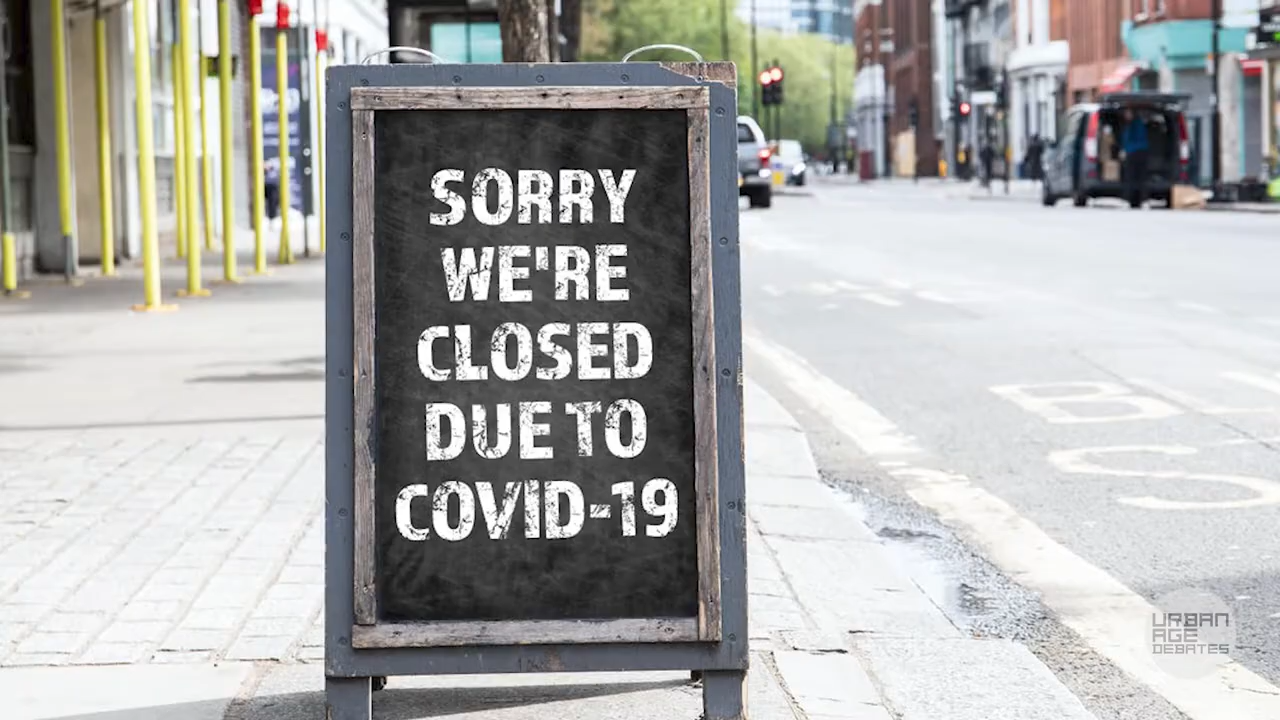 SORRY
WE'RE
CLOSED
DUE TO
COVID-19
B
S
URBAN
AGE
DEBATES